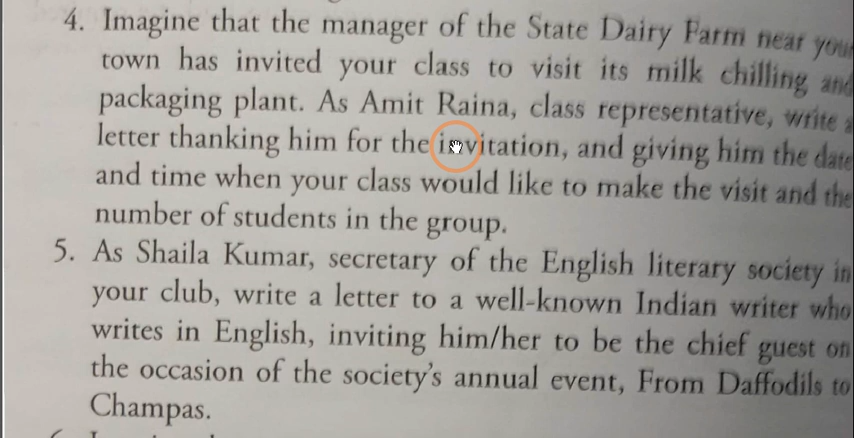 4. Imagine that the manager of the State Dairy Farm near your
town has invited your class to visit its milk chilling and
packaging plant. As Amit Raina, class representative, write a
letter thanking him for the invitation, and giving him the date
and time when your class would like to make the visit and the
number of students in the group.
5. As Shaila Kumar, secretary of the English literary society in
your club, write a letter to a well-known Indian writer who
writes in English, inviting him/her to be the chief guest on
the occasion of the society's annual event, From Daffodils to
Champas.